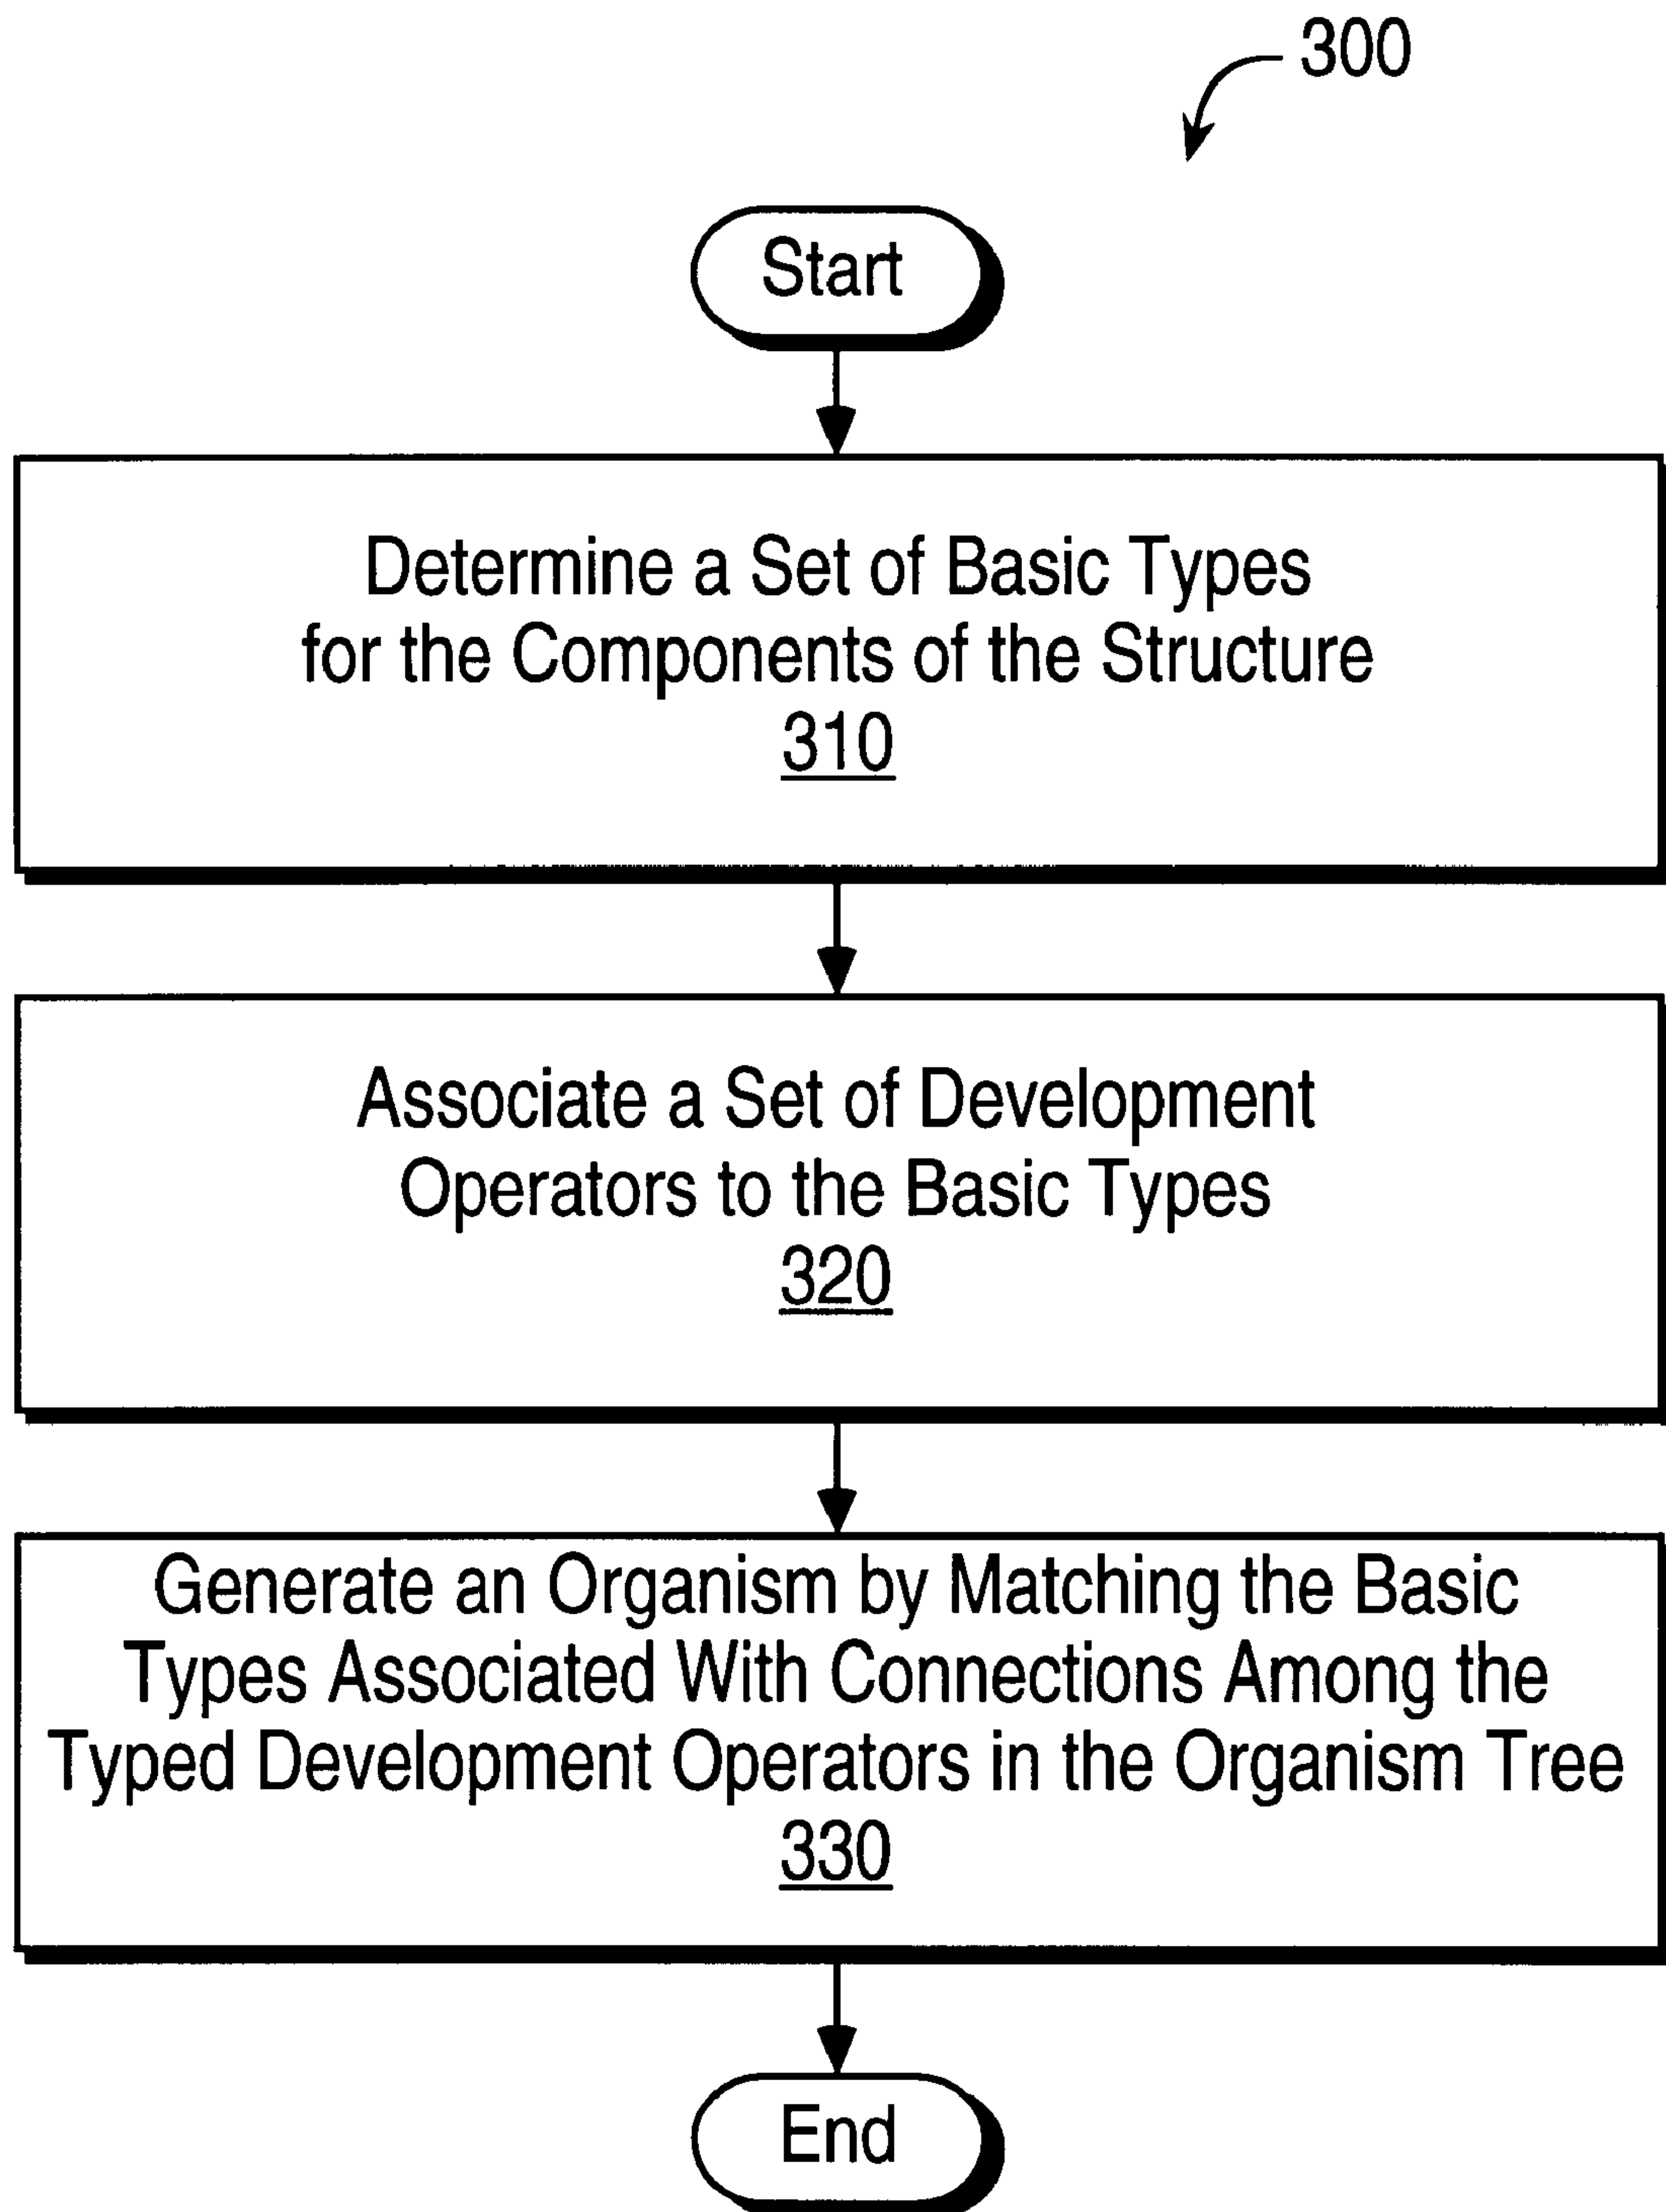 300
Start
Determine a Set of Basic Types
for the Components of the Structure
310
Associate a Set of Development
Operators to the Basic Types
320
Generate an Organism by Matching the Basic
Types Associated With Connections Among the
Typed Development Operators in the Organism Tree
330
End